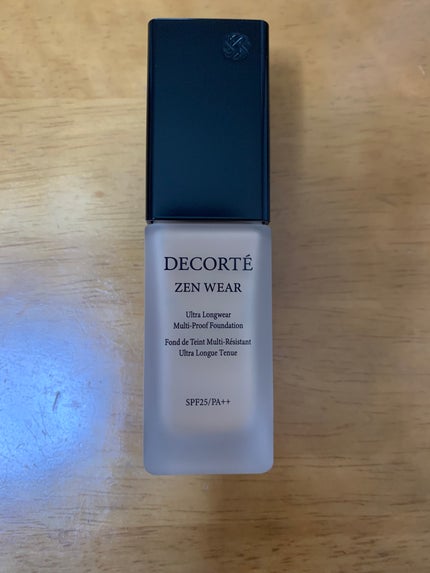 DECORTÉ
ZEN WEAR
Ultra Longwear
Multi-Proof Foundation
Fond de Teint Multi-Résistant
Ultra Longue Tenue
SPF25/PA++